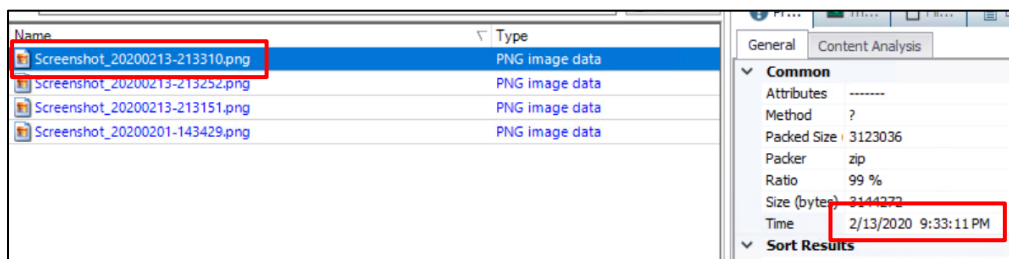 General
Content Analysis
Name
Type
Screenshot_20200213-213310.png PNG image data
Screenshot_20200213-213252.png PNG image data
Screenshot_20200213-213151.png PNG image data
Screenshot_20200201-143429.png PNG image data
Common
Attributes -------
Method ?
Packed Size 3123036
Packer zip
Ratio 99 %
Size (bytes) 3144272
Time 2/13/2020 9:33:11 PM
Sort Results